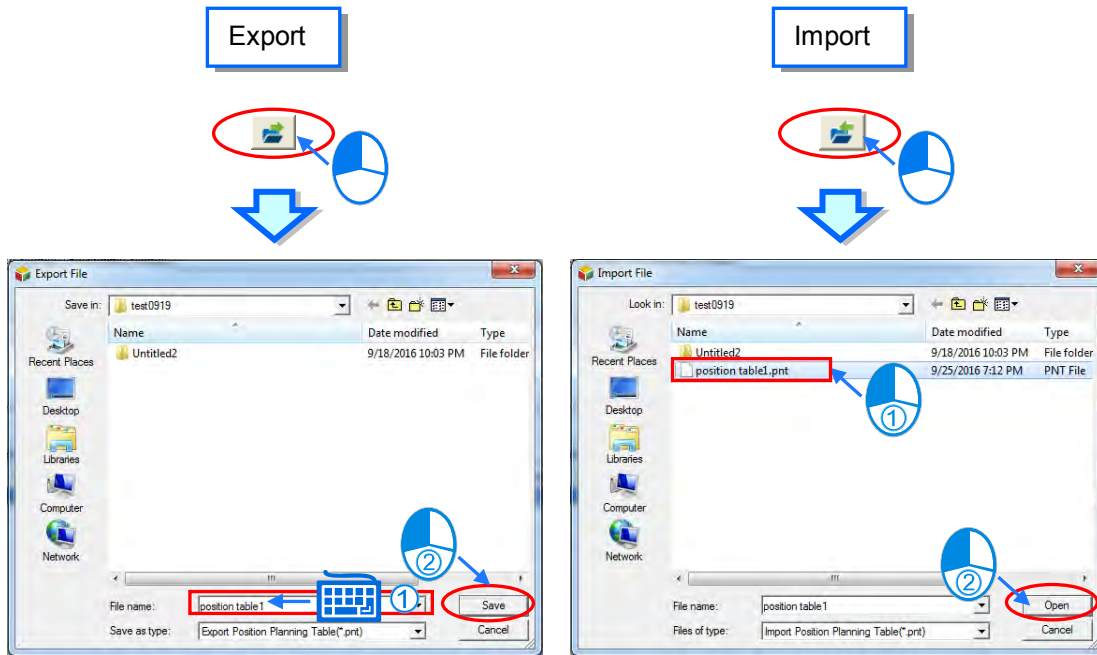 Export
Import
Export File
Save in: test0919
Name Date modified Type
Untitled2 9/18/2016 10:03 PM File folder
Recent Places
Desktop
Libraries
Computer
Network
②
File name: position table1 ①
Save
Save as type: Export Position Planning Table(*.pnt)
Cancel
Import File
Look in: test0919
Name Date modified Type
Untitled2 9/18/2016 10:03 PM File folder
position table1.pnt 9/25/2016 7:12 PM PNT File
Recent Places
①
Desktop
Libraries
Computer
Network
②
File name: position table1
Open
Files of type: Import Position Planning Table(*.pnt)
Cancel